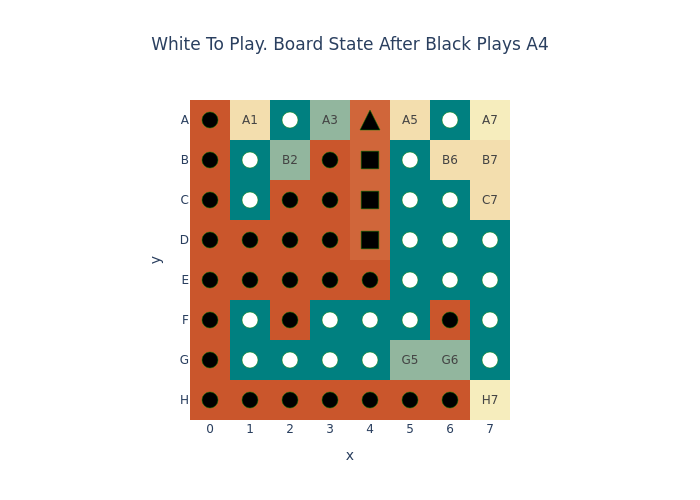 White To Play. Board State After Black Plays A4
A A1 A3 A5 A7
B B2 B6 B7
C C7
D
E
F
G G5 G6
H H7
0 1 2 3 4 5 6 7
x
y